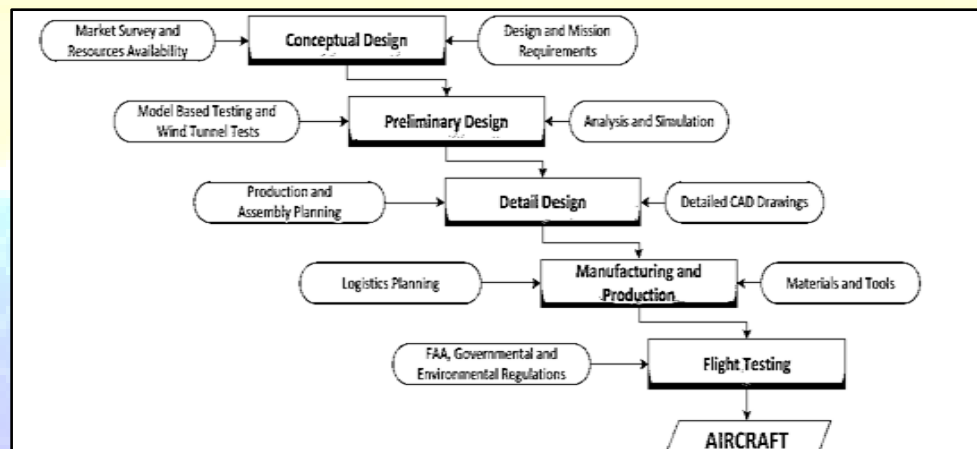 Market Survey and
Resources Availability
Conceptual Design
Design and Mission
Requirements
Model Based Testing and
Wind Tunnel Tests
Preliminary Design
Analysis and Simulation
Production and
Assembly Planning
Detail Design
Detailed CAD Drawings
Logistics Planning
Manufacturing and
Production
Materials and Tools
FAA, Governmental and
Environmental Regulations
Flight Testing
AIRCRAFT